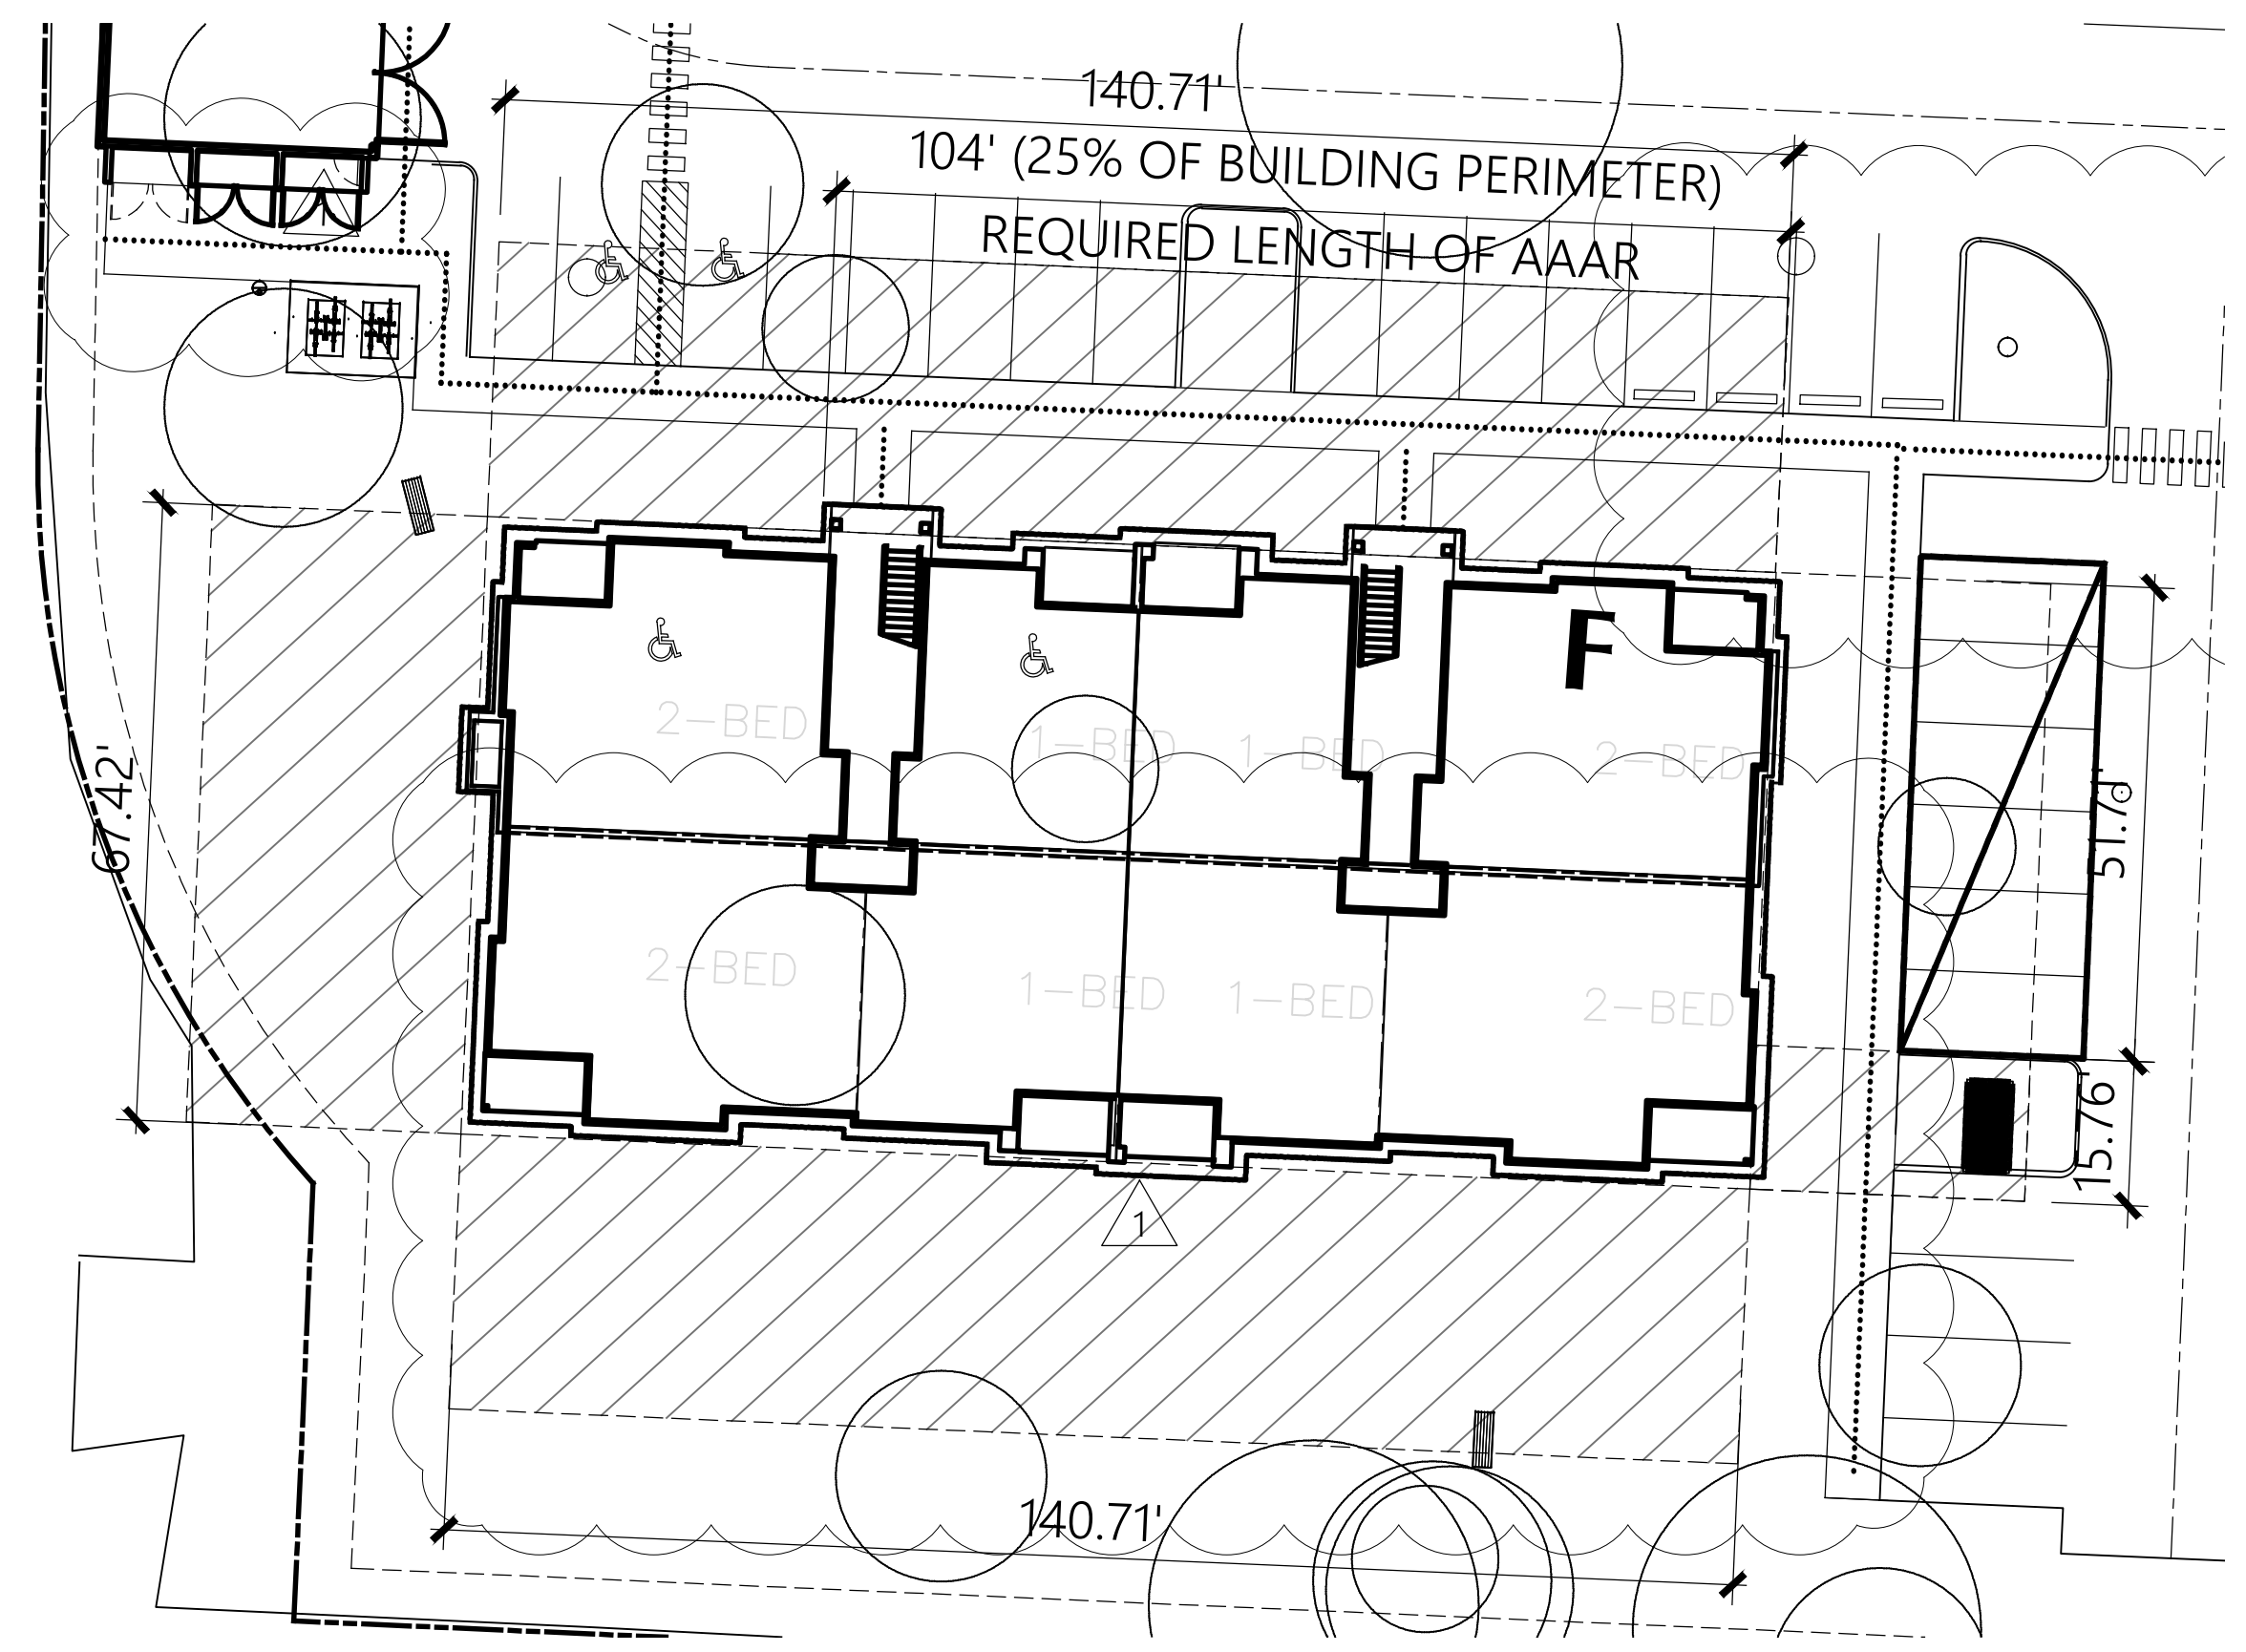 140.71'
104' (25% OF BUILDING PERIMETER)
REQUIRED LENGTH OF AAAR
F
2-BED
1-BED
1-BED
2-BED
67.42'
51.71'
2-BED
1-BED
1-BED
2-BED
15.76'
1
140.71'